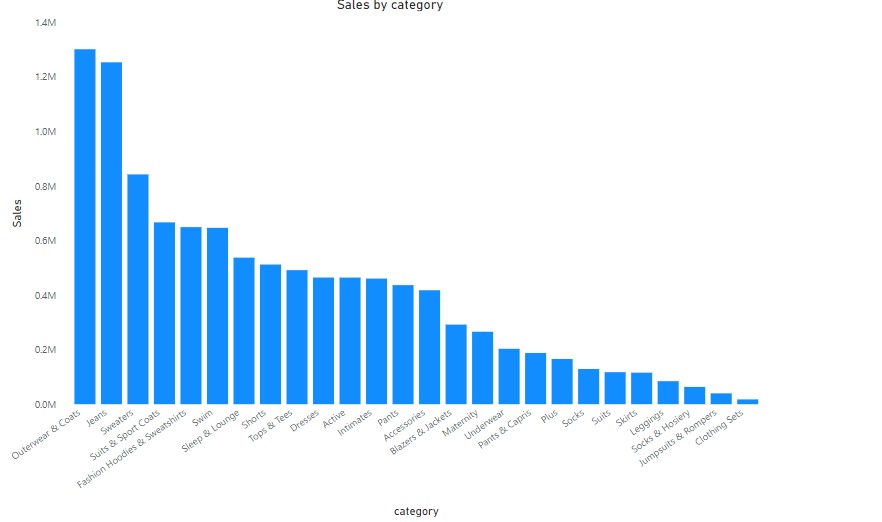 Sales by category
1.4M
1.2M
1.0M
0.8M
0.6M
0.4M
0.2M
0.0M
Sales
Outerwear & Coats
Jeans
Sweaters
Suits & Sport Coats
Fashion Hoodies & Sweatshirts
Swim
Sleep & Lounge
Shorts
Tops & Tees
Dresses
Active
Intimates
Pants
Accessories
Blazers & Jackets
Maternity
Underwear
Pants & Capris
Plus
Socks
Suits
Skirts
Leggings
Socks & Hosiery
Jumpsuits & Rompers
Clothing Sets
category